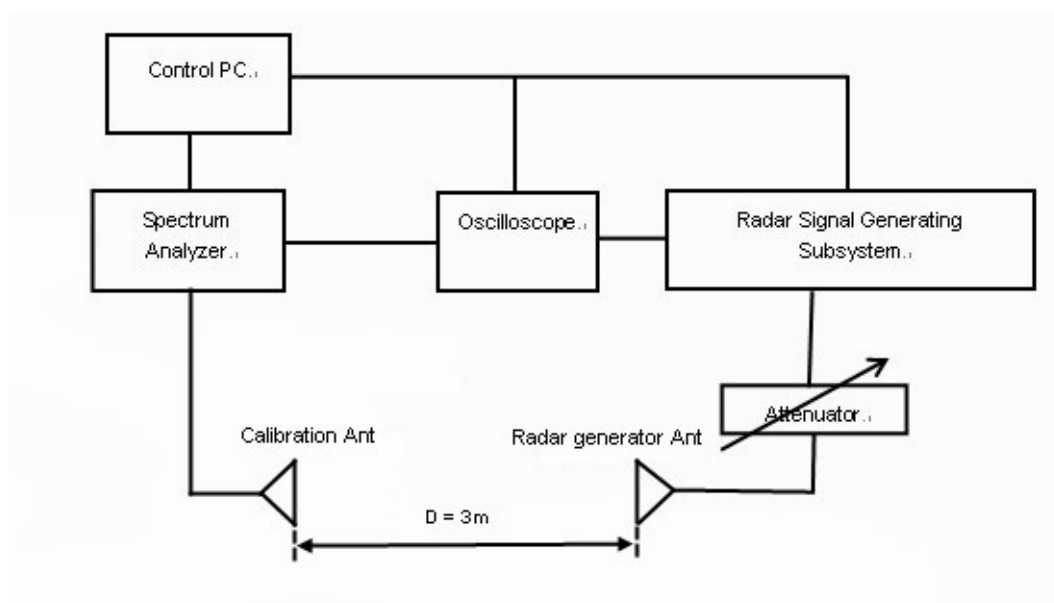 Control PC
Spectrum
Analyzer
Oscilloscope
Radar Signal Generating
Subsystem
Attenuator
Calibration Ant
Radar generator Ant
D = 3m